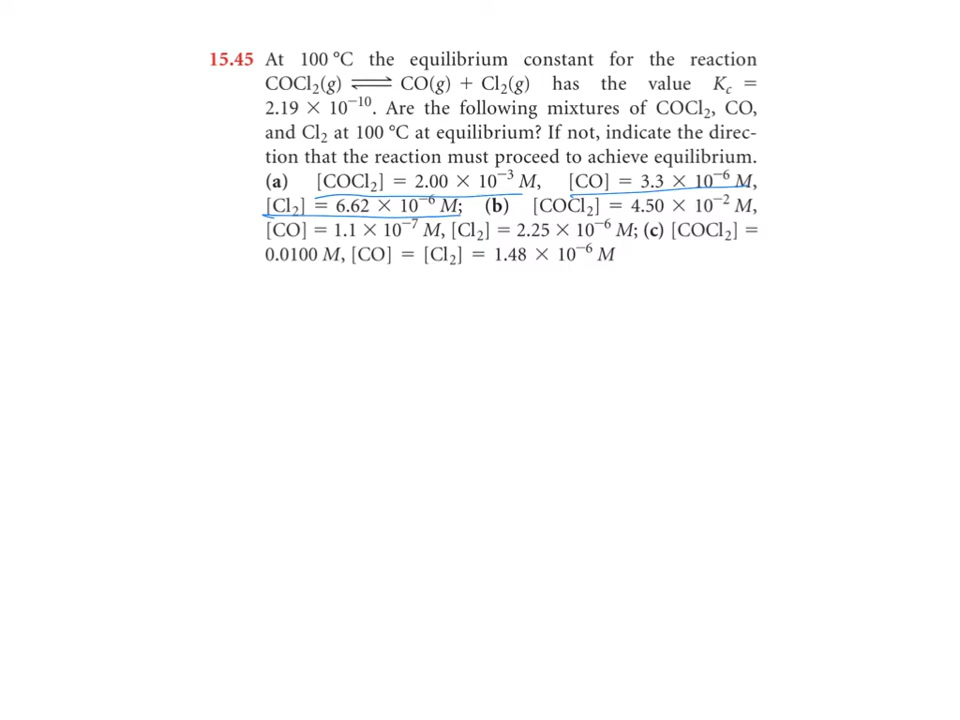 15.45 At 100 °C the equilibrium constant for the reaction
COCl₂(g) ⇌ CO(g) + Cl₂(g) has the value K꜀ =
2.19 × 10⁻¹⁰. Are the following mixtures of COCl₂, CO,
and Cl₂ at 100 °C at equilibrium? If not, indicate the direc-
tion that the reaction must proceed to achieve equilibrium.
(a) [COCl₂] = 2.00 × 10⁻³ M, [CO] = 3.3 × 10⁻⁶ M,
[Cl₂] = 6.62 × 10⁻⁶ M; (b) [COCl₂] = 4.50 × 10⁻² M,
[CO] = 1.1 × 10⁻⁷ M, [Cl₂] = 2.25 × 10⁻⁶ M; (c) [COCl₂] =
0.0100 M, [CO] = [Cl₂] = 1.48 × 10⁻⁶ M